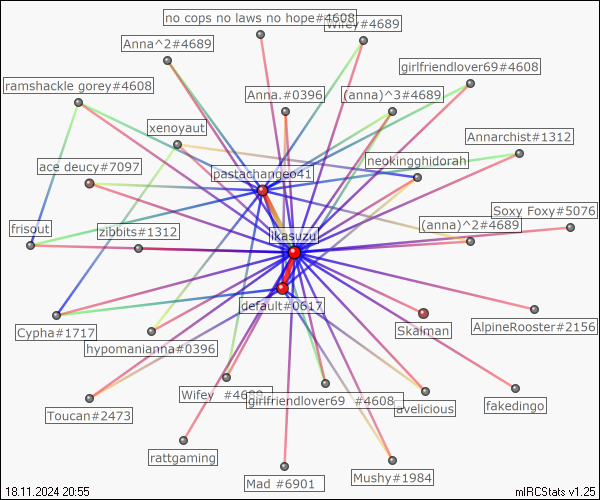 no cops no laws no hope#4608
Wifey#4689
Anna^2#4689
girlfriendlover69#4608
ramshackle gorey#4608
Anna.#0396
(anna)^3#4689
xenoyaut
Annarchist#1312
ace deucy#7097
neokingghidorah
pastachangeo41
Soxy Foxy#5076
frisout
zibbits#1312
(anna)^2#4689
ikasuzu
default#0617
Cypha#1717
Skalman
AlpineRooster#2156
hypomanianna#0396
Wifey #4689
girlfriendlover69 #4608
avelicious
fakedingo
Toucan#2473
rattgaming
Mad #6901
Mushy#1984
18.11.2024 20:55
mIRCStats v1.25